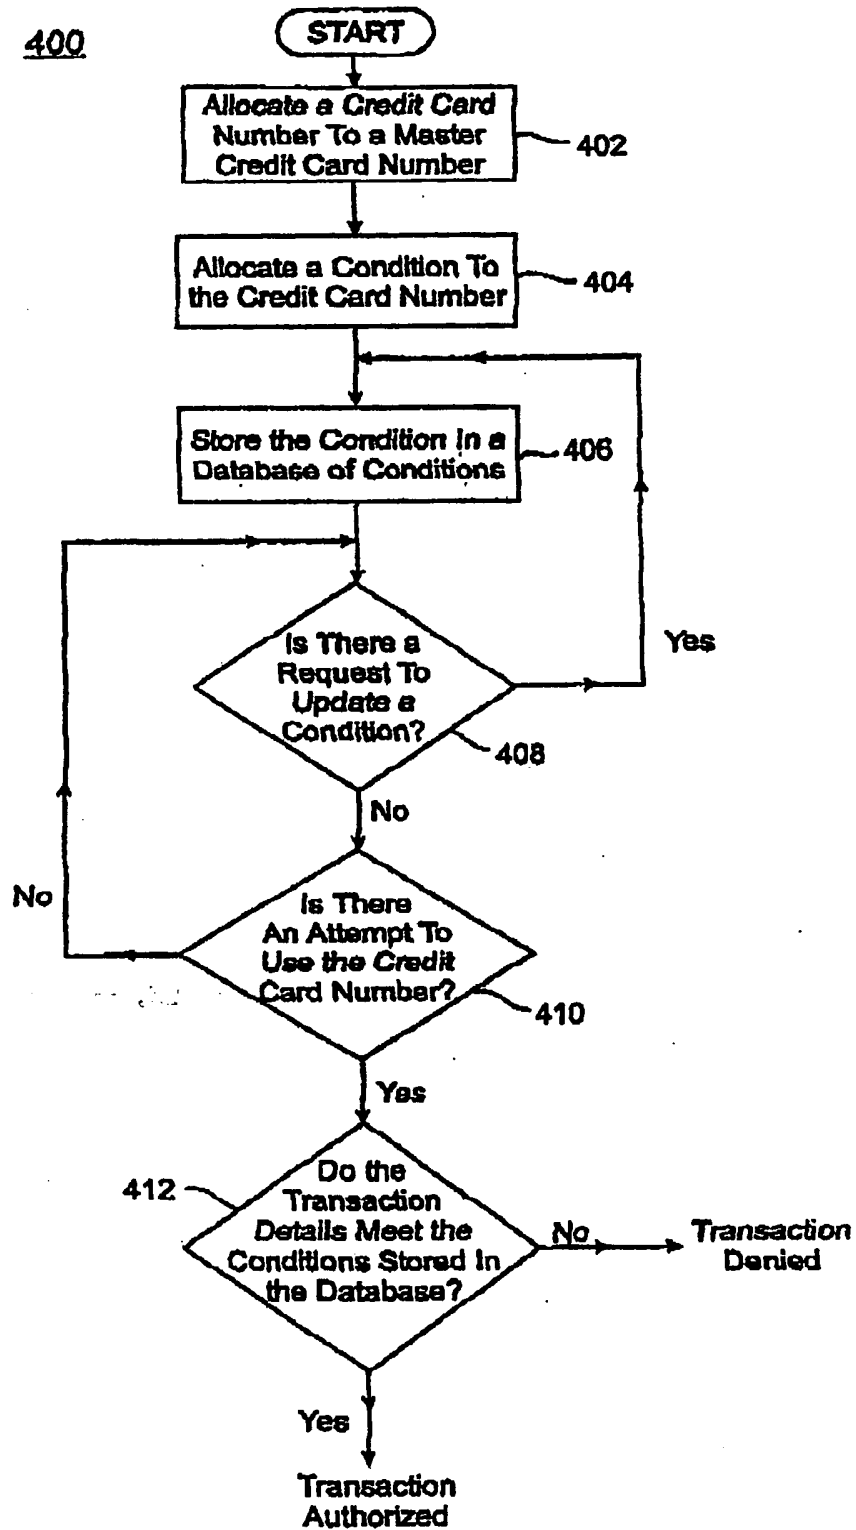 400
START
Allocate a Credit Card
Number To a Master
Credit Card Number
402
Allocate a Condition To
the Credit Card Number
404
Store the Condition In a
Database of Conditions
406
Is There a
Request To
Update a
Condition?
Yes
408
No
Is There
An Attempt To
Use the Credit
Card Number?
No
410
Yes
412
Do the
Transaction
Details Meet the
Conditions Stored In
the Database?
No
Transaction
Denied
Yes
Transaction
Authorized